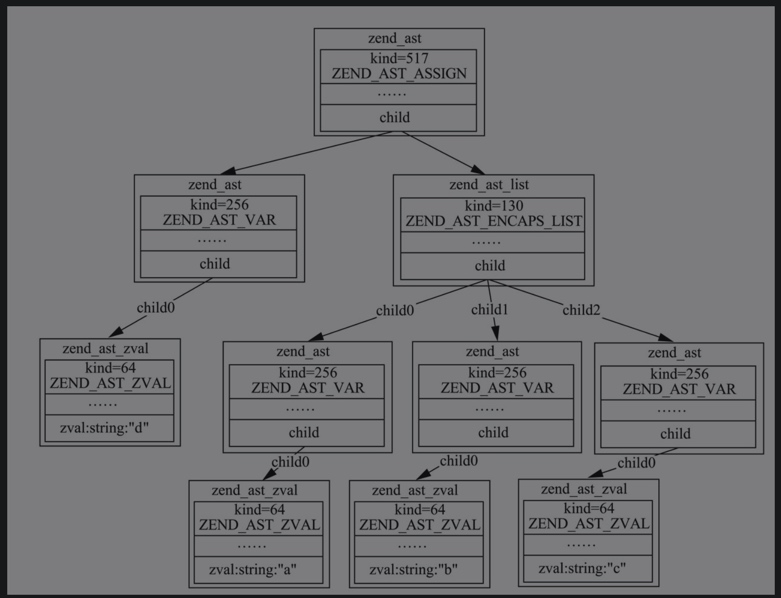 zend_ast
kind=517
ZEND_AST_ASSIGN
······
child
zend_ast
kind=256
ZEND_AST_VAR
······
child
zend_ast_list
kind=130
ZEND_AST_ENCAPS_LIST
······
child
child0
child0
child1
child2
zend_ast_zval
kind=64
ZEND_AST_ZVAL
······
zval:string:"d"
zend_ast
kind=256
ZEND_AST_VAR
······
child
zend_ast
kind=256
ZEND_AST_VAR
······
child
zend_ast
kind=256
ZEND_AST_VAR
······
child
child0
child0
child0
zend_ast_zval
kind=64
ZEND_AST_ZVAL
······
zval:string:"a"
zend_ast_zval
kind=64
ZEND_AST_ZVAL
······
zval:string:"b"
zend_ast_zval
kind=64
ZEND_AST_ZVAL
······
zval:string:"c"